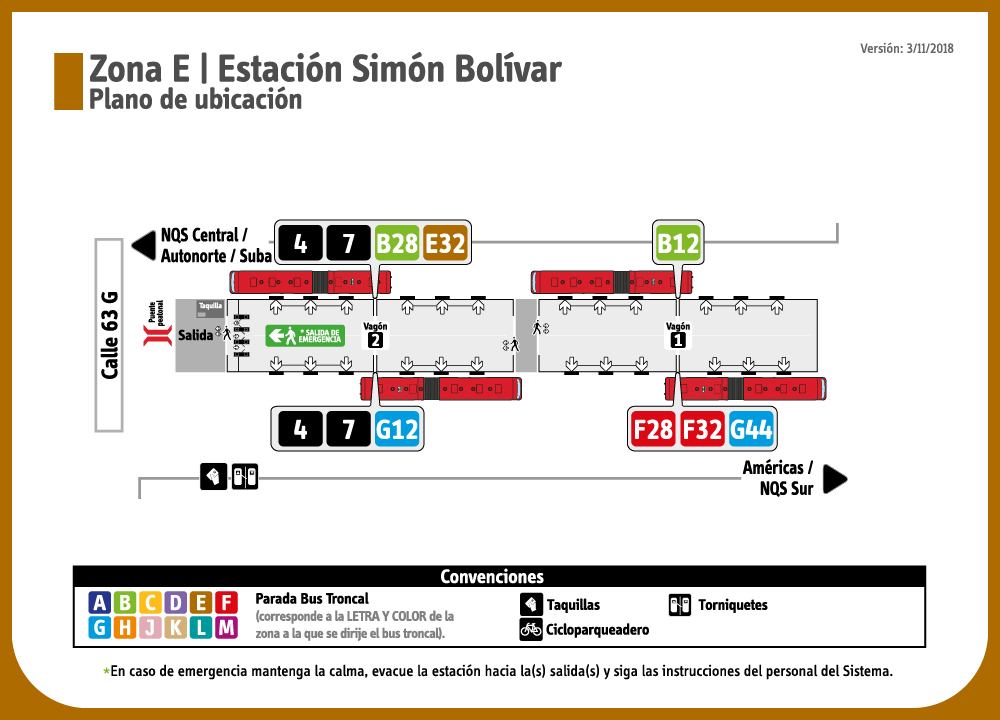 Versión: 3/11/2018
Zona E | Estación Simón Bolívar
Plano de ubicación
NQS Central /
Autonorte / Suba
4 7 B28 E32
B12
Calle 63 G
Puente
peatonal
Taquilla
Salida
* SALIDA DE
EMERGENCIA
Vagón
2
Vagón
1
4 7 G12
F28 F32 G44
Américas /
NQS Sur
Convenciones
A B C D E F
G H J K L M
Parada Bus Troncal
(corresponde a la LETRA Y COLOR de la
zona a la que se dirije el bus troncal).
Taquillas
Cicloparqueadero
Torniquetes
*En caso de emergencia mantenga la calma, evacue la estación hacia la(s) salida(s) y siga las instrucciones del personal del Sistema.